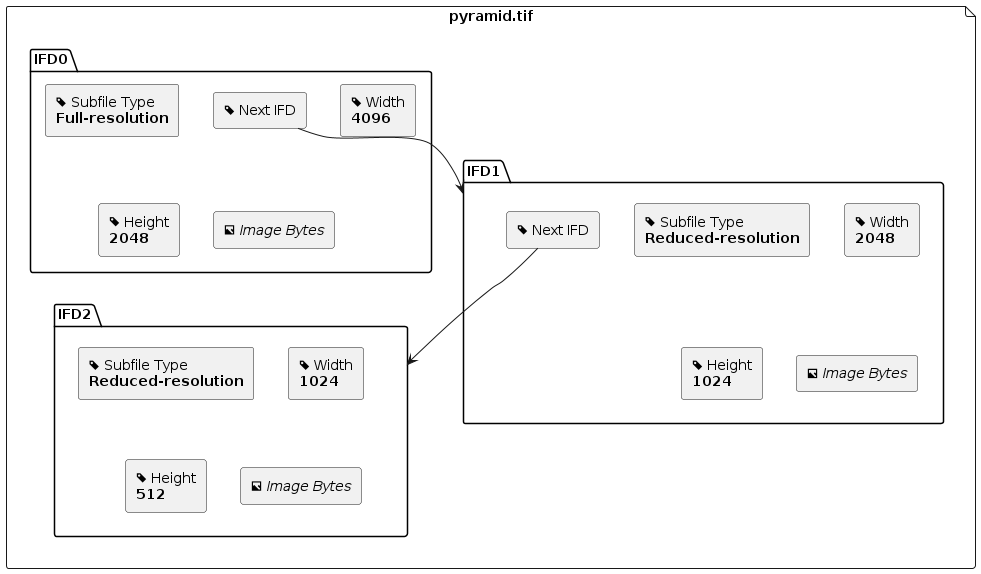 pyramid.tif
IFD0
Subfile Type
Full-resolution
Next IFD
Width
4096
Height
2048
Image Bytes
IFD1
Next IFD
Subfile Type
Reduced-resolution
Width
2048
Height
1024
Image Bytes
IFD2
Subfile Type
Reduced-resolution
Width
1024
Height
512
Image Bytes